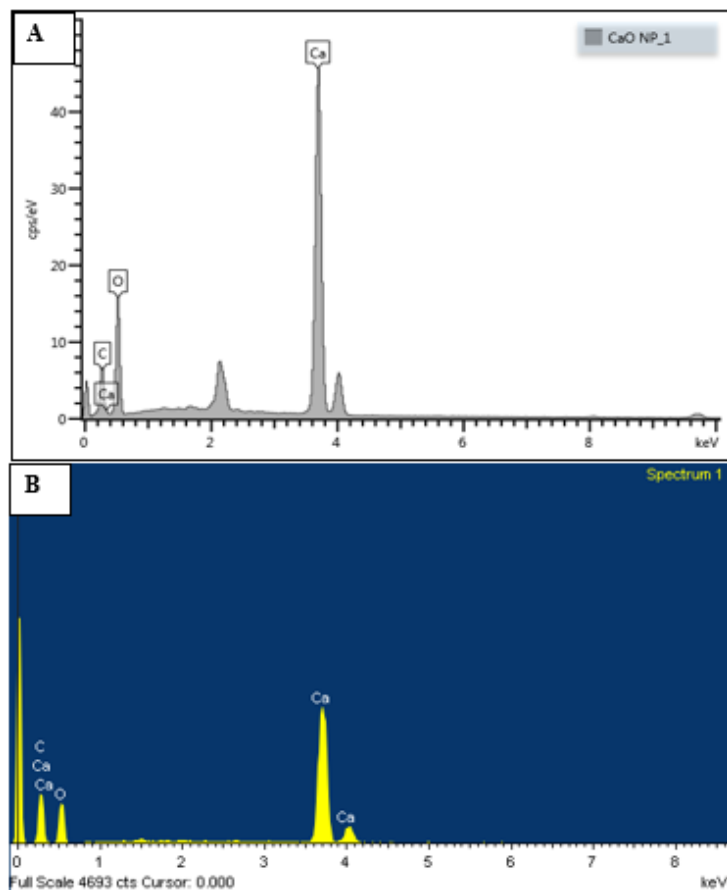 A
CaO NP_1
Ca
40
30
cps/eV
20
O
10
C
Ca
0
0 2 4 6 8 keV
B
Spectrum 1
Ca
C
Ca
Ca O
Ca
0 1 2 3 4 5 6 7 8
Full Scale 4693 cts Cursor: 0.000 keV